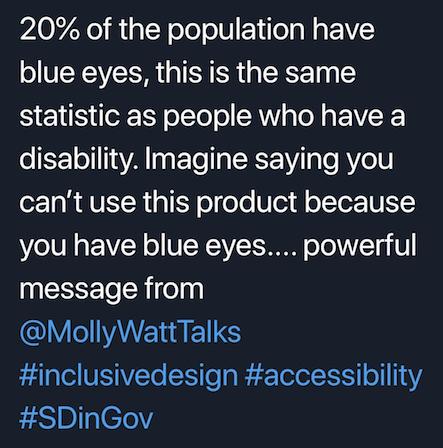 20% of the population have
blue eyes, this is the same
statistic as people who have a
disability. Imagine saying you
can’t use this product because
you have blue eyes.... powerful
message from
@MollyWattTalks
#inclusivedesign #accessibility
#SDinGov